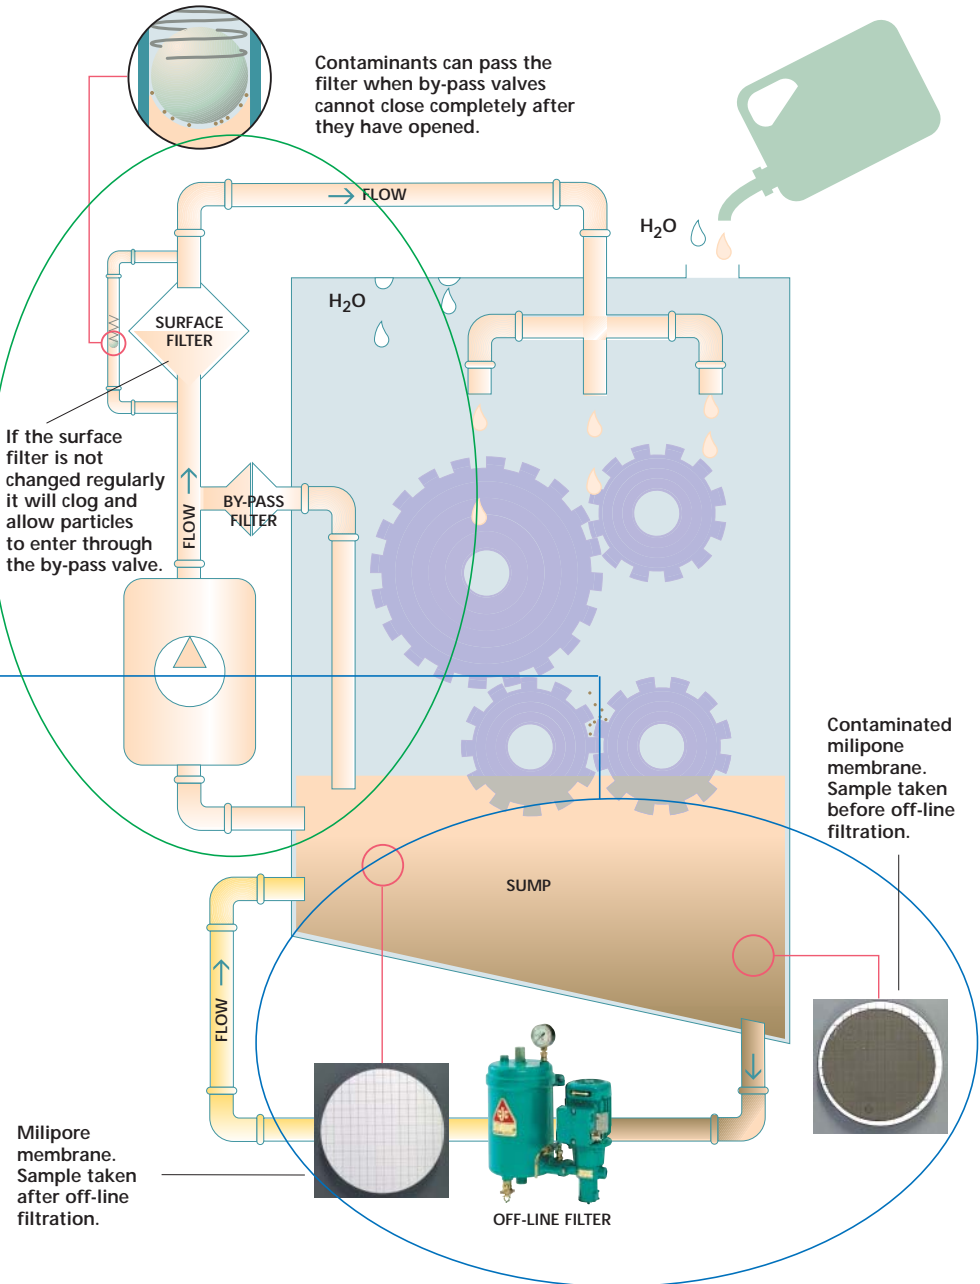 Contaminants can pass the
filter when by-pass valves
cannot close completely after
they have opened.
FLOW
H₂O
H₂O
SURFACE
FILTER
If the surface
filter is not
changed regularly
it will clog and
allow particles
to enter through
the by-pass valve.
FLOW
BY-PASS
FILTER
Contaminated
milipone
membrane.
Sample taken
before off-line
filtration.
SUMP
FLOW
Milipore
membrane.
Sample taken
after off-line
filtration.
OFF-LINE FILTER